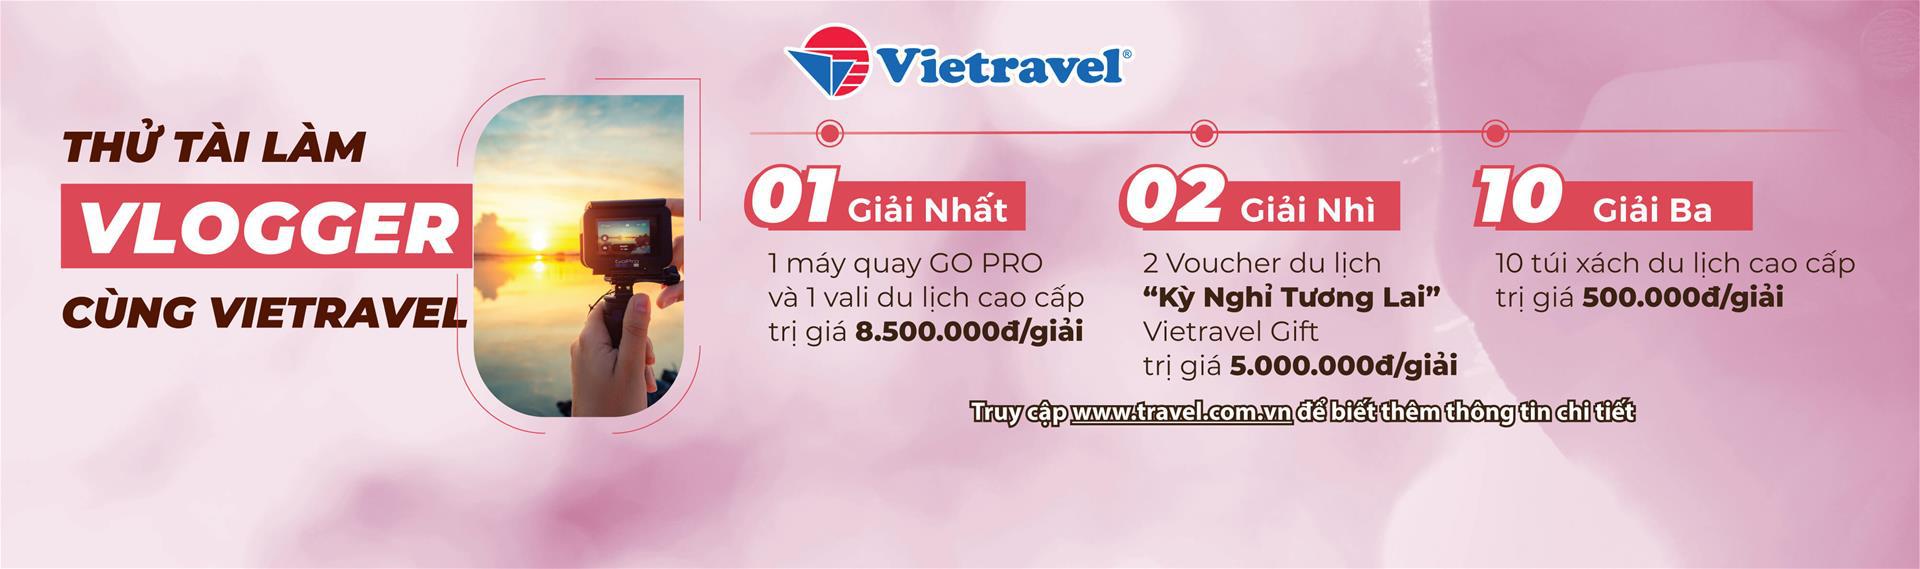 Vietravel®
THỬ TÀI LÀM
VLOGGER
CÙNG VIETRAVEL
GoPro
01 Giải Nhất
1 máy quay GO PRO
và 1 vali du lịch cao cấp
trị giá 8.500.000đ/giải
02 Giải Nhì
2 Voucher du lịch
“Kỳ Nghỉ Tương Lai”
Vietravel Gift
trị giá 5.000.000đ/giải
10 Giải Ba
10 túi xách du lịch cao cấp
trị giá 500.000đ/giải
Truy cập www.travel.com.vn để biết thêm thông tin chi tiết